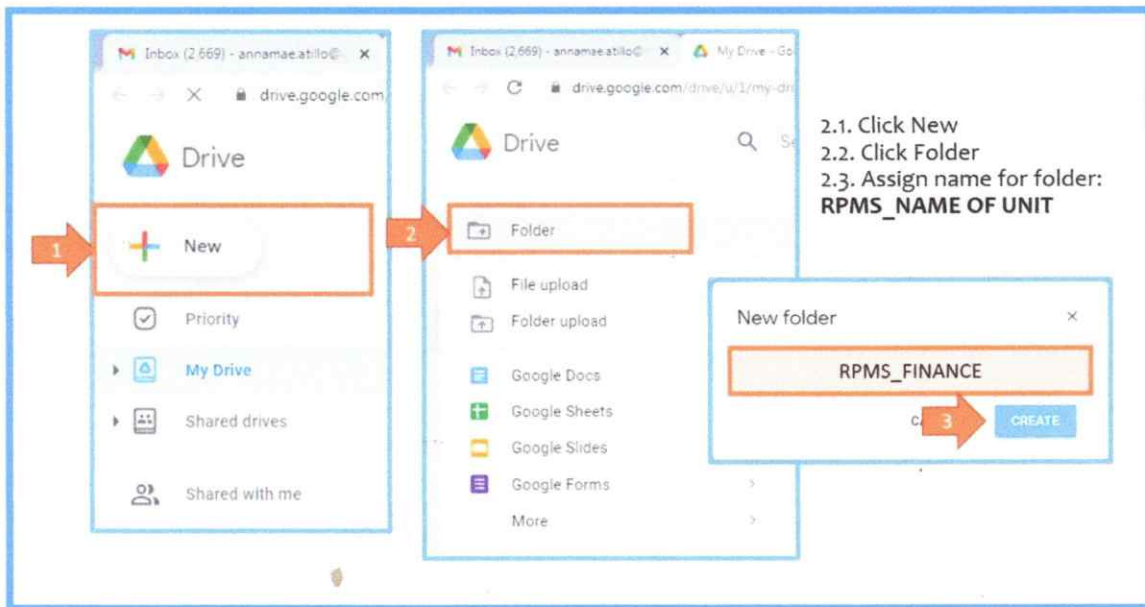 Inbox (2,669) - annamae.atillo@
drive.google.com/
Drive
1
New
Priority
My Drive
Shared drives
Shared with me
Inbox (2,669) - annamae.atillo@
My Drive - Go
drive.google.com/drive/u/1/my-dri
Drive
Se
2
Folder
File upload
Folder upload
Google Docs
Google Sheets
Google Slides
Google Forms
More
2.1. Click New
2.2. Click Folder
2.3. Assign name for folder:
RPMS_NAME OF UNIT
New folder
RPMS_FINANCE
CA
3
CREATE